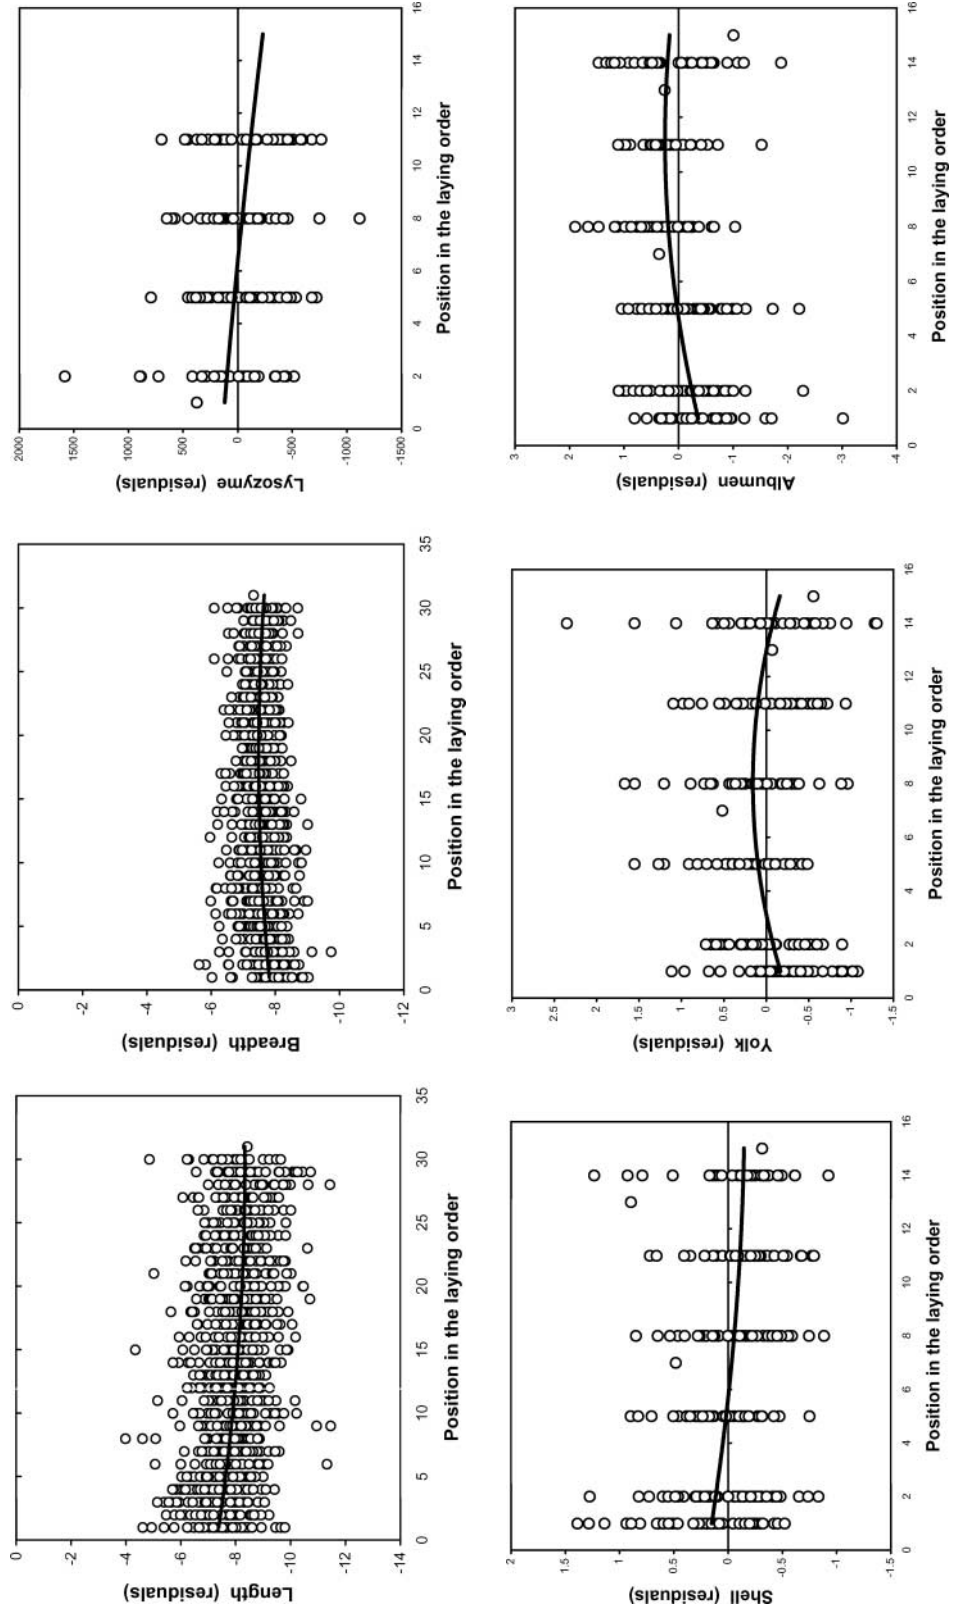 Length (residuals)
0
-2
-4
-6
-8
-10
-12
-14
0 5 10 15 20 25 30 35
Position in the laying order
Breadth (residuals)
0
-2
-4
-6
-8
-10
-12
0 5 10 15 20 25 30 35
Position in the laying order
Lysozyme (residuals)
2000
1500
1000
500
0
-500
-1000
-1500
0 2 4 6 8 10 12 14 16
Position in the laying order
Shell (residuals)
2
1.5
1
0.5
0
-0.5
-1
-1.5
0 2 4 6 8 10 12 14 16
Position in the laying order
Yolk (residuals)
3
2.5
2
1.5
1
0.5
0
-0.5
-1
-1.5
0 2 4 6 8 10 12 14 16
Position in the laying order
Albumen (residuals)
3
2
1
0
-1
-2
-3
-4
0 2 4 6 8 10 12 14 16
Position in the laying order